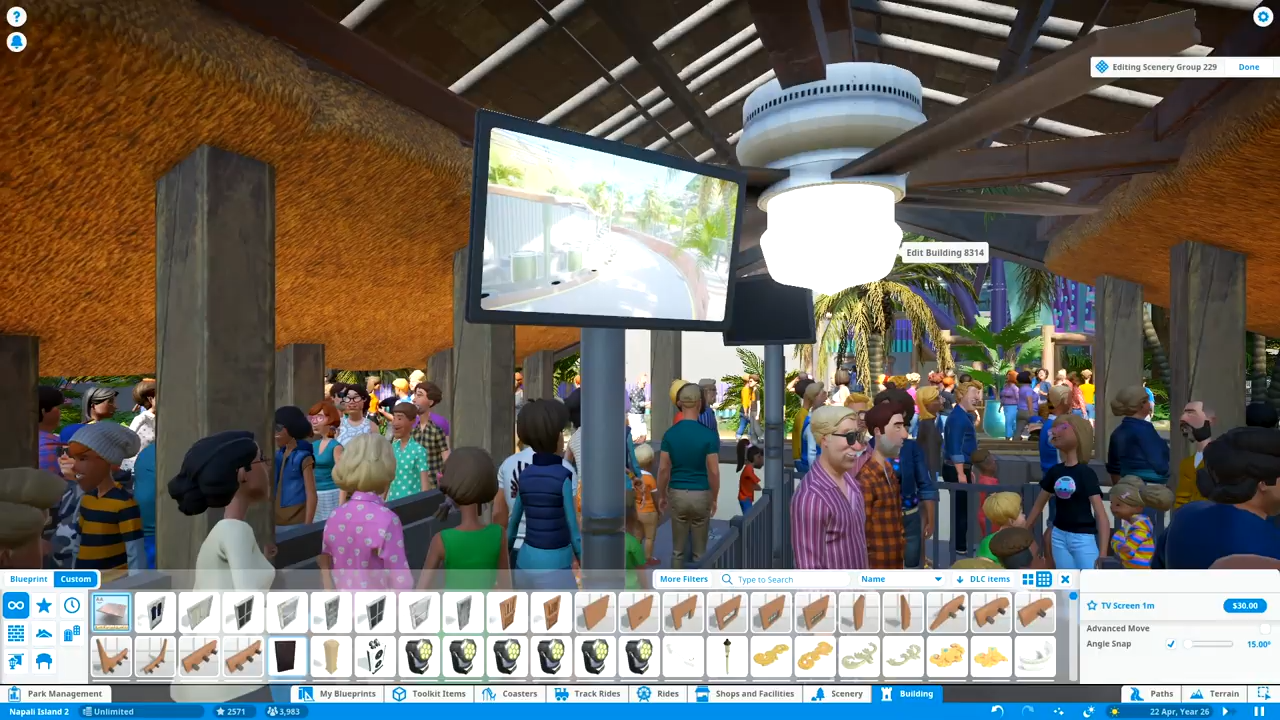 ?
Editing Scenery Group 229 Done
Edit Building 8314
Blueprint Custom
More Filters Type to Search Name DLC items
TV Screen 1m $30.00
Advanced Move
Angle Snap 15.00°
Park Management My Blueprints Toolkit Items Coasters Track Rides Rides Shops and Facilities Scenery Building Paths Terrain
Napali Island 2 Unlimited 2571 3,983 22 Apr, Year 26